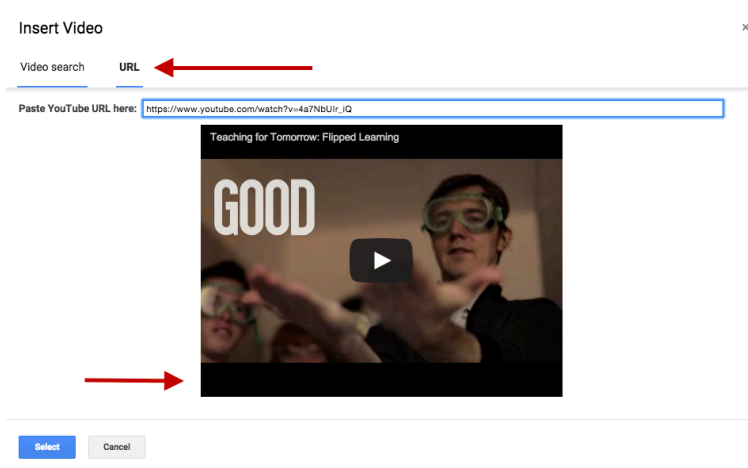 Insert Video
×
Video search URL
Paste YouTube URL here: https://www.youtube.com/watch?v=4a7NbUIr_iQ
Teaching for Tomorrow: Flipped Learning
GOOD
Select Cancel